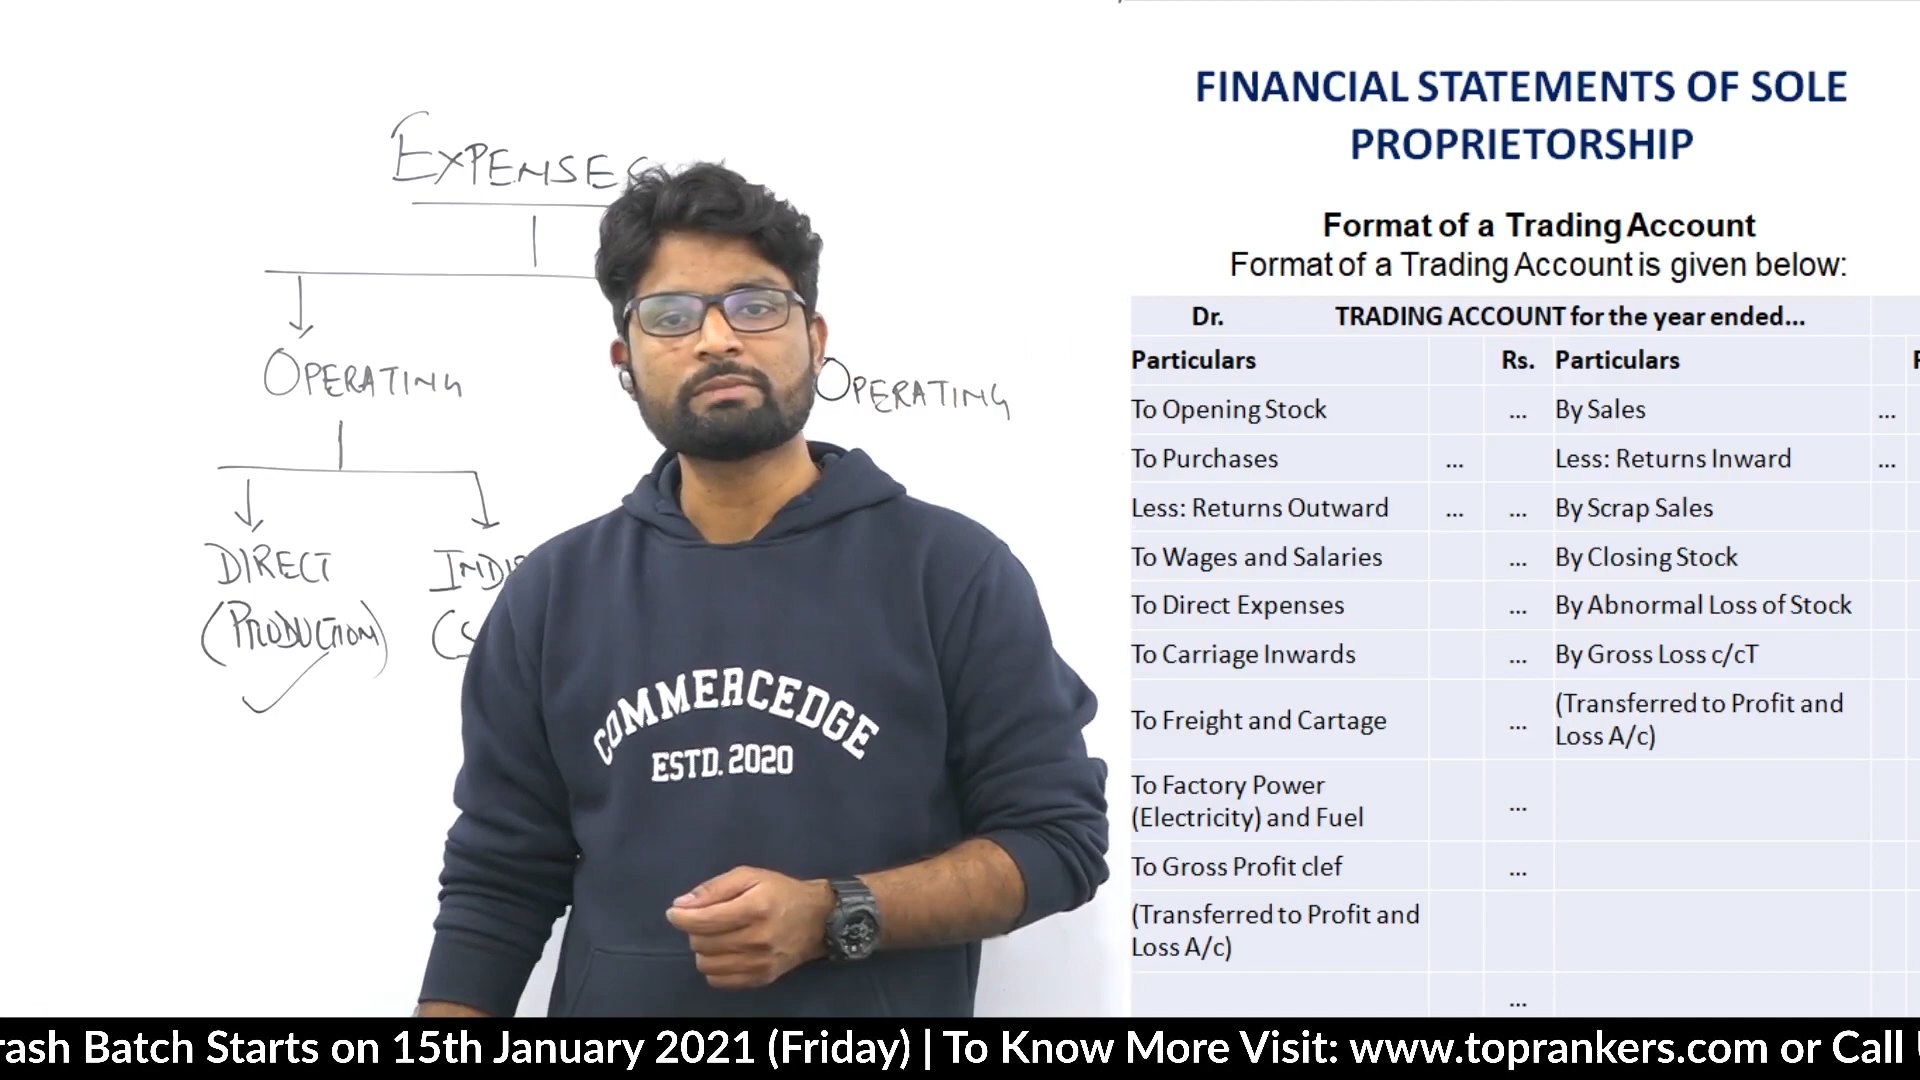 EXPENSES
OPERATING
OPERATING
DIRECT
(PRODUCTION)
COMMERCEDGE
ESTD. 2020
FINANCIAL STATEMENTS OF SOLE
PROPRIETORSHIP
Format of a Trading Account
Format of a Trading Account is given below:
Dr. TRADING ACCOUNT for the year ended...
Particulars Rs. Particulars
To Opening Stock ... By Sales ...
To Purchases ... Less: Returns Inward ...
Less: Returns Outward ... ... By Scrap Sales
To Wages and Salaries ... By Closing Stock
To Direct Expenses ... By Abnormal Loss of Stock
To Carriage Inwards ... By Gross Loss c/cT
To Freight and Cartage ... (Transferred to Profit and
Loss A/c)
To Factory Power
(Electricity) and Fuel ...
To Gross Profit clef ...
(Transferred to Profit and
Loss A/c)
...
rash Batch Starts on 15th January 2021 (Friday) | To Know More Visit: www.toprankers.com or Call